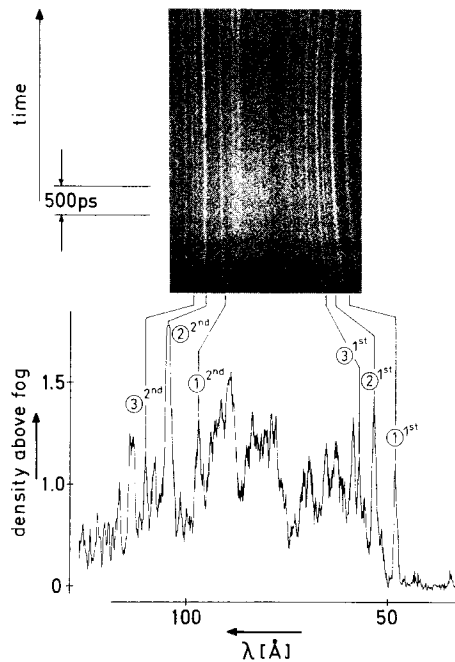 time
500ps
② 2nd
③ 2nd
① 2nd
③ 1st
② 1st
① 1st
density above fog
1.5
1.0
0
100
50
λ [Å]